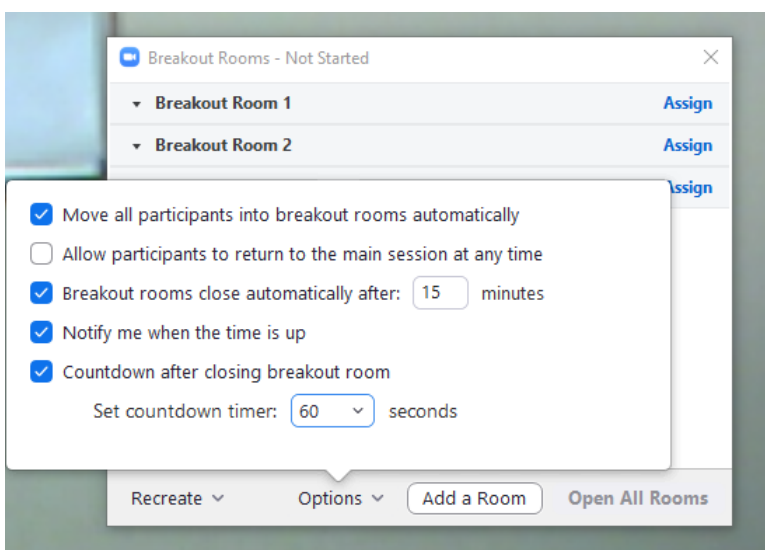 Breakout Rooms - Not Started
Breakout Room 1 Assign
Breakout Room 2 Assign
Assign
Move all participants into breakout rooms automatically
Allow participants to return to the main session at any time
Breakout rooms close automatically after: 15 minutes
Notify me when the time is up
Countdown after closing breakout room
Set countdown timer: 60 seconds
Recreate Options Add a Room Open All Rooms